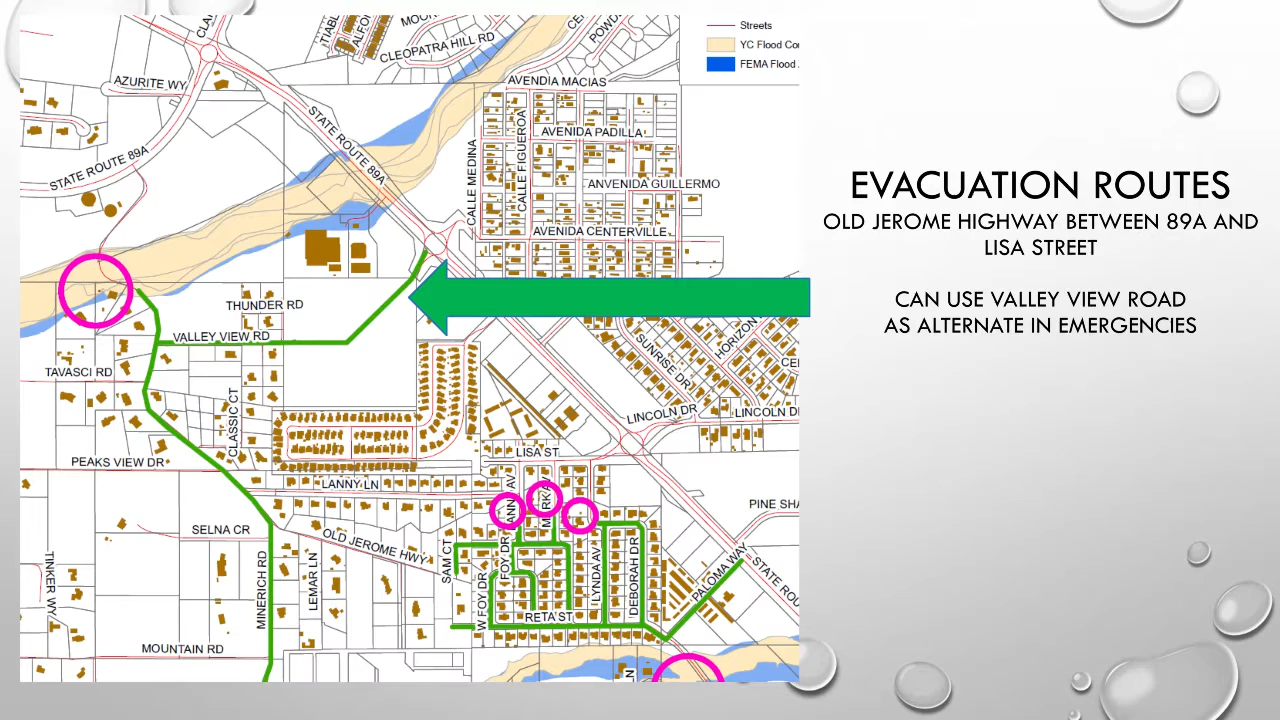 CLEOPATRA HILL RD
Streets
YC Flood
FEMA Flood
AZURITE WY
AVENDIA MACIAS
STATE ROUTE 89A
AVENIDA PADILLA
STATE ROUTE 89A
CALLE MEDINA
CALLE FIGUEROA
ANVENIDA GUILLERMO
AVENIDA CENTERVILLE
EVACUATION ROUTES
OLD JEROME HIGHWAY BETWEEN 89A AND
LISA STREET
CAN USE VALLEY VIEW ROAD
AS ALTERNATE IN EMERGENCIES
THUNDER RD
VALLEY VIEW RD
TAVASCI RD
SUNRISE DR
HORIZON
CLASSIC CT
LINCOLN DR
LINCOLN
PEAKS VIEW DR
LISA ST
LANNY LN
PINE
SELNA CR
OLD JEROME HWY
SAM CT
FOY DR
W FOY DR
LYNDA AV
DEBORAH DR
PALOMA WAY
STATE
TINKER WY
MINERICH RD
LEMAR LN
RETA ST
MOUNTAIN RD